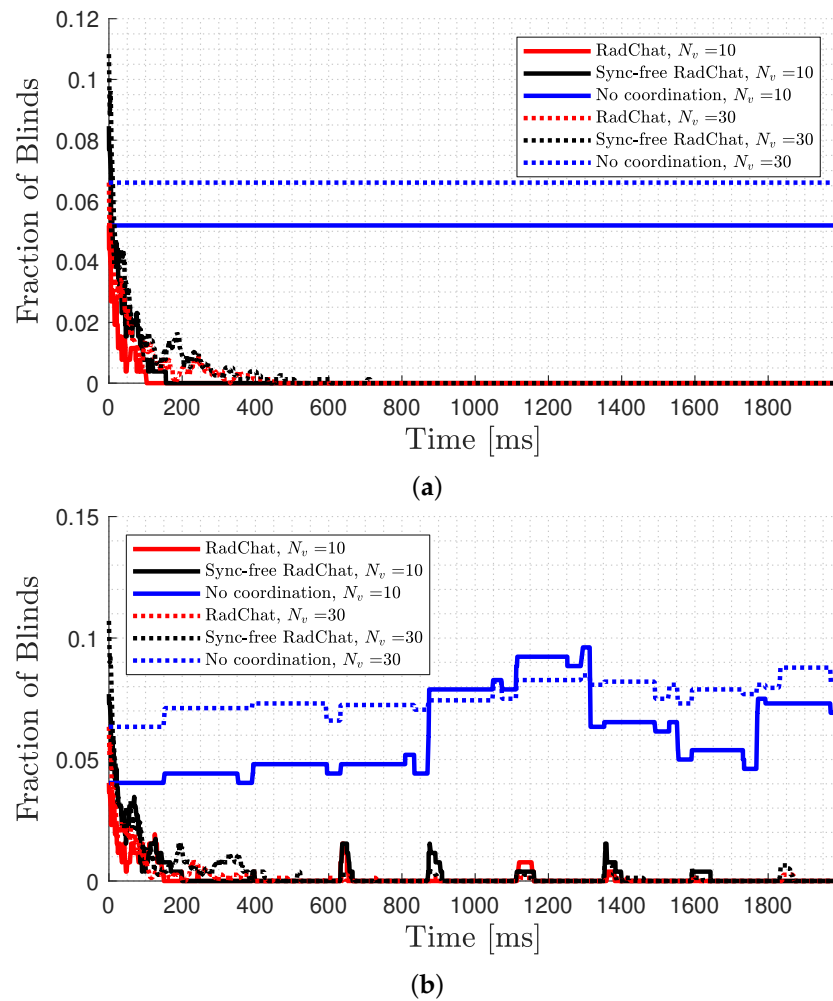 0.12
0.1
0.08
0.06
0.04
0.02
0
Fraction of Blinds
RadChat, N_v =10
Sync-free RadChat, N_v =10
No coordination, N_v =10
RadChat, N_v =30
Sync-free RadChat, N_v =30
No coordination, N_v =30
0 200 400 600 800 1000 1200 1400 1600 1800
Time [ms]
(a)
0.15
0.1
0.05
0
Fraction of Blinds
RadChat, N_v =10
Sync-free RadChat, N_v =10
No coordination, N_v =10
RadChat, N_v =30
Sync-free RadChat, N_v =30
No coordination, N_v =30
0 200 400 600 800 1000 1200 1400 1600 1800
Time [ms]
(b)